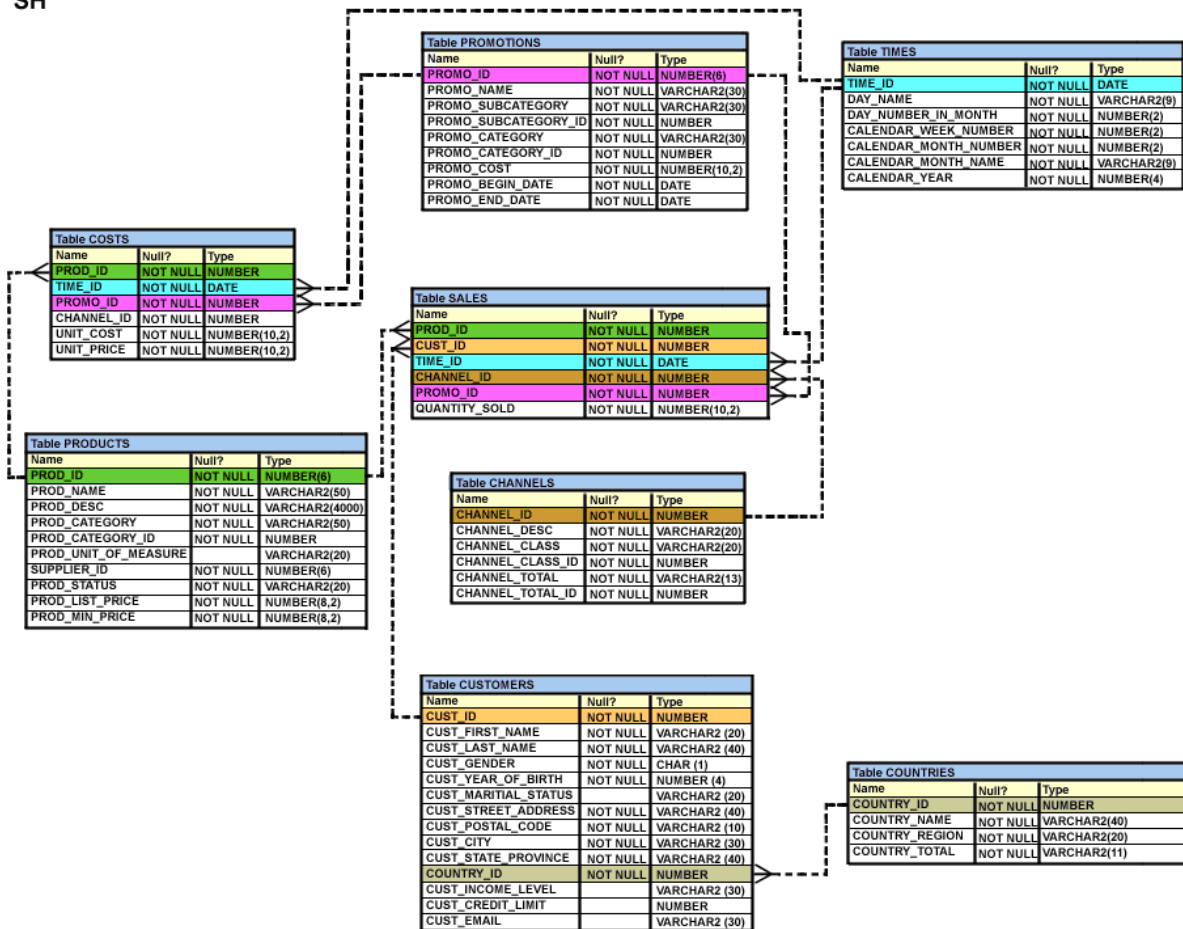 SH
Table PROMOTIONS
Name Null? Type
PROMO_ID NOT NULL NUMBER(6)
PROMO_NAME NOT NULL VARCHAR2(30)
PROMO_SUBCATEGORY NOT NULL VARCHAR2(30)
PROMO_SUBCATEGORY_ID NOT NULL NUMBER
PROMO_CATEGORY NOT NULL VARCHAR2(30)
PROMO_CATEGORY_ID NOT NULL NUMBER
PROMO_COST NOT NULL NUMBER(10,2)
PROMO_BEGIN_DATE NOT NULL DATE
PROMO_END_DATE NOT NULL DATE
Table TIMES
Name Null? Type
TIME_ID NOT NULL DATE
DAY_NAME NOT NULL VARCHAR2(9)
DAY_NUMBER_IN_MONTH NOT NULL NUMBER(2)
CALENDAR_WEEK_NUMBER NOT NULL NUMBER(2)
CALENDAR_MONTH_NUMBER NOT NULL NUMBER(2)
CALENDAR_MONTH_NAME NOT NULL VARCHAR2(9)
CALENDAR_YEAR NOT NULL NUMBER(4)
Table COSTS
Name Null? Type
PROD_ID NOT NULL NUMBER
TIME_ID NOT NULL DATE
PROMO_ID NOT NULL NUMBER
CHANNEL_ID NOT NULL NUMBER
UNIT_COST NOT NULL NUMBER(10,2)
UNIT_PRICE NOT NULL NUMBER(10,2)
Table SALES
Name Null? Type
PROD_ID NOT NULL NUMBER
CUST_ID NOT NULL NUMBER
TIME_ID NOT NULL DATE
CHANNEL_ID NOT NULL NUMBER
PROMO_ID NOT NULL NUMBER
QUANTITY_SOLD NOT NULL NUMBER(10,2)
Table PRODUCTS
Name Null? Type
PROD_ID NOT NULL NUMBER(6)
PROD_NAME NOT NULL VARCHAR2(50)
PROD_DESC NOT NULL VARCHAR2(4000)
PROD_CATEGORY NOT NULL VARCHAR2(50)
PROD_CATEGORY_ID NOT NULL NUMBER
PROD_UNIT_OF_MEASURE VARCHAR2(20)
SUPPLIER_ID NOT NULL NUMBER(6)
PROD_STATUS NOT NULL VARCHAR2(20)
PROD_LIST_PRICE NOT NULL NUMBER(8,2)
PROD_MIN_PRICE NOT NULL NUMBER(8,2)
Table CHANNELS
Name Null? Type
CHANNEL_ID NOT NULL NUMBER
CHANNEL_DESC NOT NULL VARCHAR2(20)
CHANNEL_CLASS NOT NULL VARCHAR2(20)
CHANNEL_CLASS_ID NOT NULL NUMBER
CHANNEL_TOTAL NOT NULL VARCHAR2(13)
CHANNEL_TOTAL_ID NOT NULL NUMBER
Table CUSTOMERS
Name Null? Type
CUST_ID NOT NULL NUMBER
CUST_FIRST_NAME NOT NULL VARCHAR2 (20)
CUST_LAST_NAME NOT NULL VARCHAR2 (40)
CUST_GENDER NOT NULL CHAR (1)
CUST_YEAR_OF_BIRTH NOT NULL NUMBER (4)
CUST_MARITIAL_STATUS VARCHAR2 (20)
CUST_STREET_ADDRESS NOT NULL VARCHAR2 (40)
CUST_POSTAL_CODE NOT NULL VARCHAR2 (10)
CUST_CITY NOT NULL VARCHAR2 (30)
CUST_STATE_PROVINCE NOT NULL VARCHAR2 (40)
COUNTRY_ID NOT NULL NUMBER
CUST_INCOME_LEVEL VARCHAR2 (30)
CUST_CREDIT_LIMIT NUMBER
CUST_EMAIL VARCHAR2 (30)
Table COUNTRIES
Name Null? Type
COUNTRY_ID NOT NULL NUMBER
COUNTRY_NAME NOT NULL VARCHAR2(40)
COUNTRY_REGION NOT NULL VARCHAR2(20)
COUNTRY_TOTAL NOT NULL VARCHAR2(11)